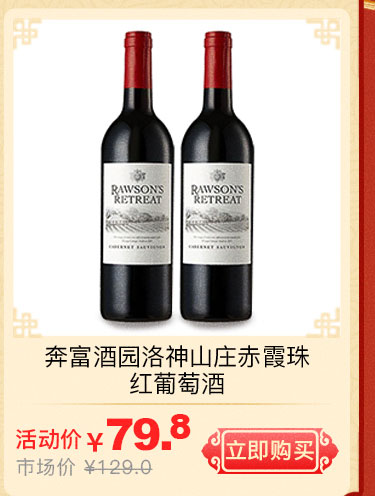 RAWSON'S
RETREAT
CABERNET SAUVIGNON
RAWSON'S
RETREAT
CABERNET SAUVIGNON
奔富酒园洛神山庄赤霞珠
红葡萄酒
活动价 ¥79.8
立即购买
市场价 ¥129.0